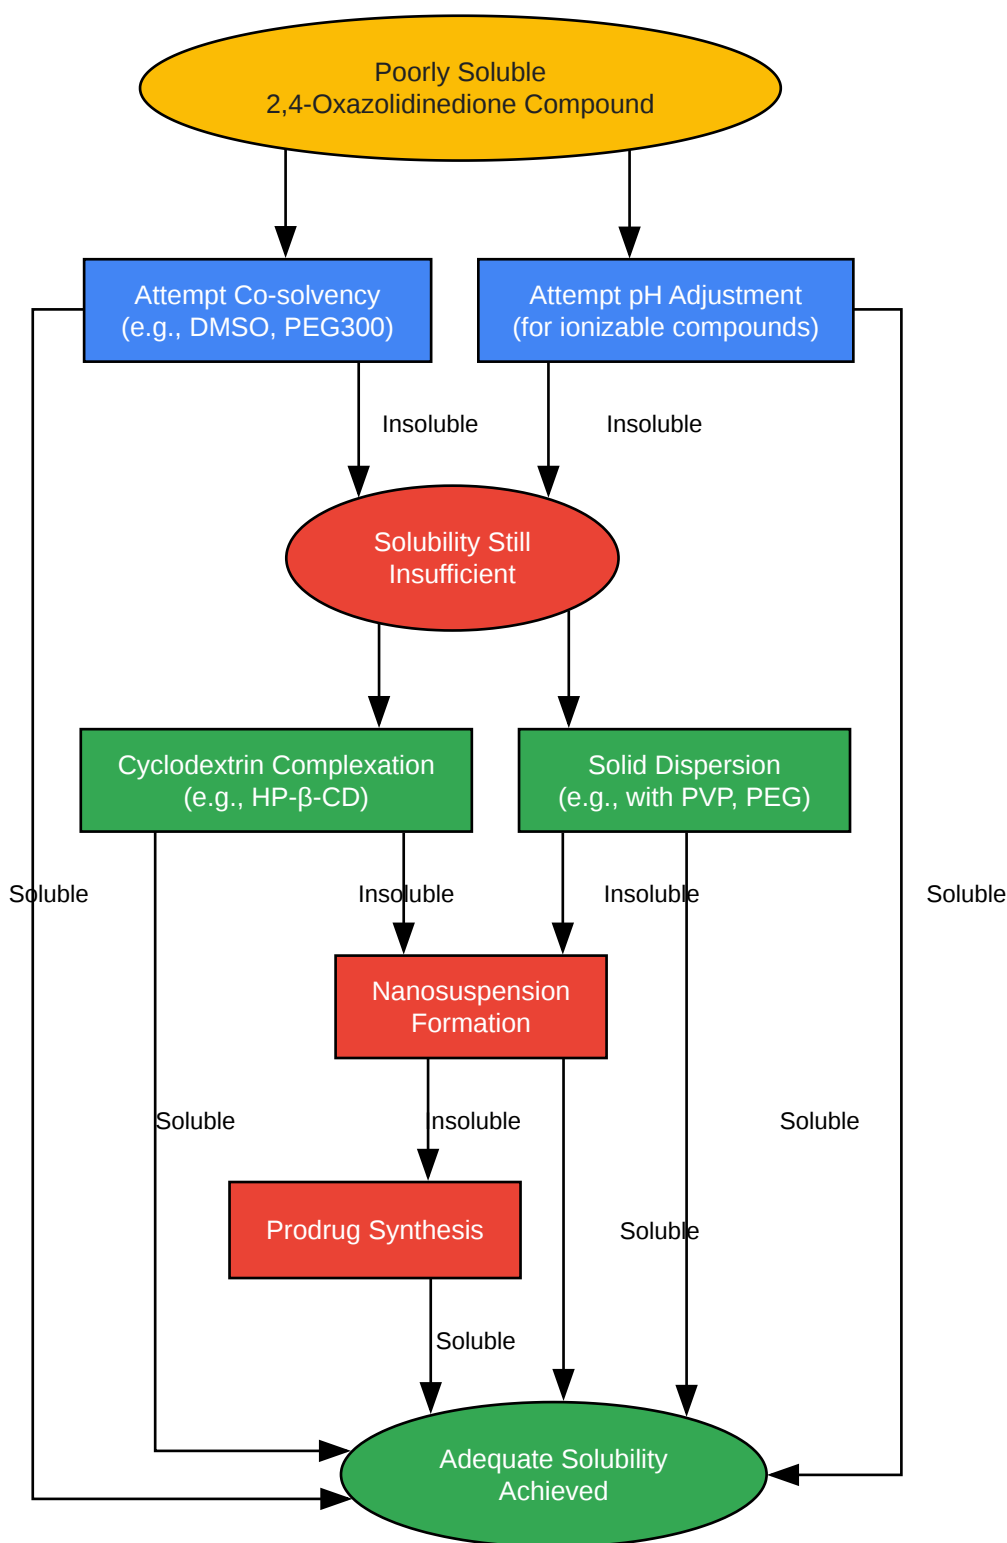 Poorly Soluble
2,4-Oxazolidinedione Compound
Attempt Co-solvency
(e.g., DMSO, PEG300)
Attempt pH Adjustment
(for ionizable compounds)
Insoluble
Insoluble
Solubility Still
Insufficient
Cyclodextrin Complexation
(e.g., HP-β-CD)
Solid Dispersion
(e.g., with PVP, PEG)
Soluble
Insoluble
Insoluble
Soluble
Nanosuspension
Formation
Soluble
Insoluble
Soluble
Prodrug Synthesis
Soluble
Soluble
Adequate Solubility
Achieved